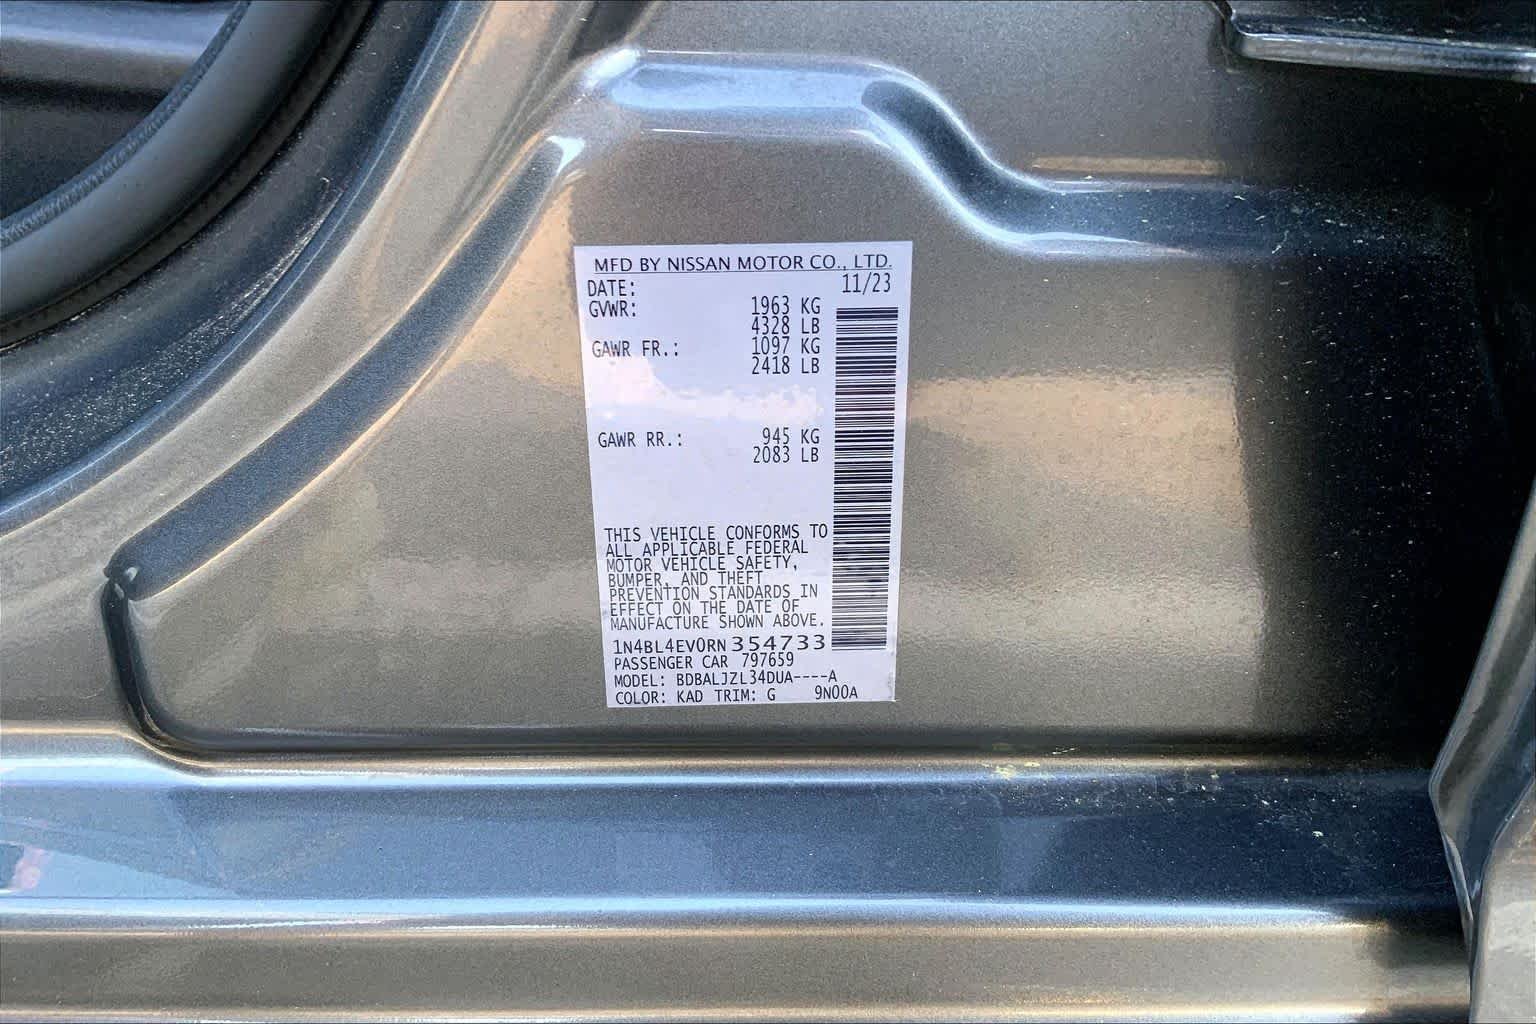 MFD BY NISSAN MOTOR CO., LTD.
DATE: 11/23
GVWR: 1963 KG
4328 LB
GAWR FR.: 1097 KG
2418 LB
GAWR RR.: 945 KG
2083 LB
THIS VEHICLE CONFORMS TO
ALL APPLICABLE FEDERAL
MOTOR VEHICLE SAFETY,
BUMPER, AND THEFT
PREVENTION STANDARDS IN
EFFECT ON THE DATE OF
MANUFACTURE SHOWN ABOVE.
1N4BL4EV0RN354733
PASSENGER CAR 797659
MODEL: BDBALJZL34DUA----A
COLOR: KAD TRIM: G 9N00A